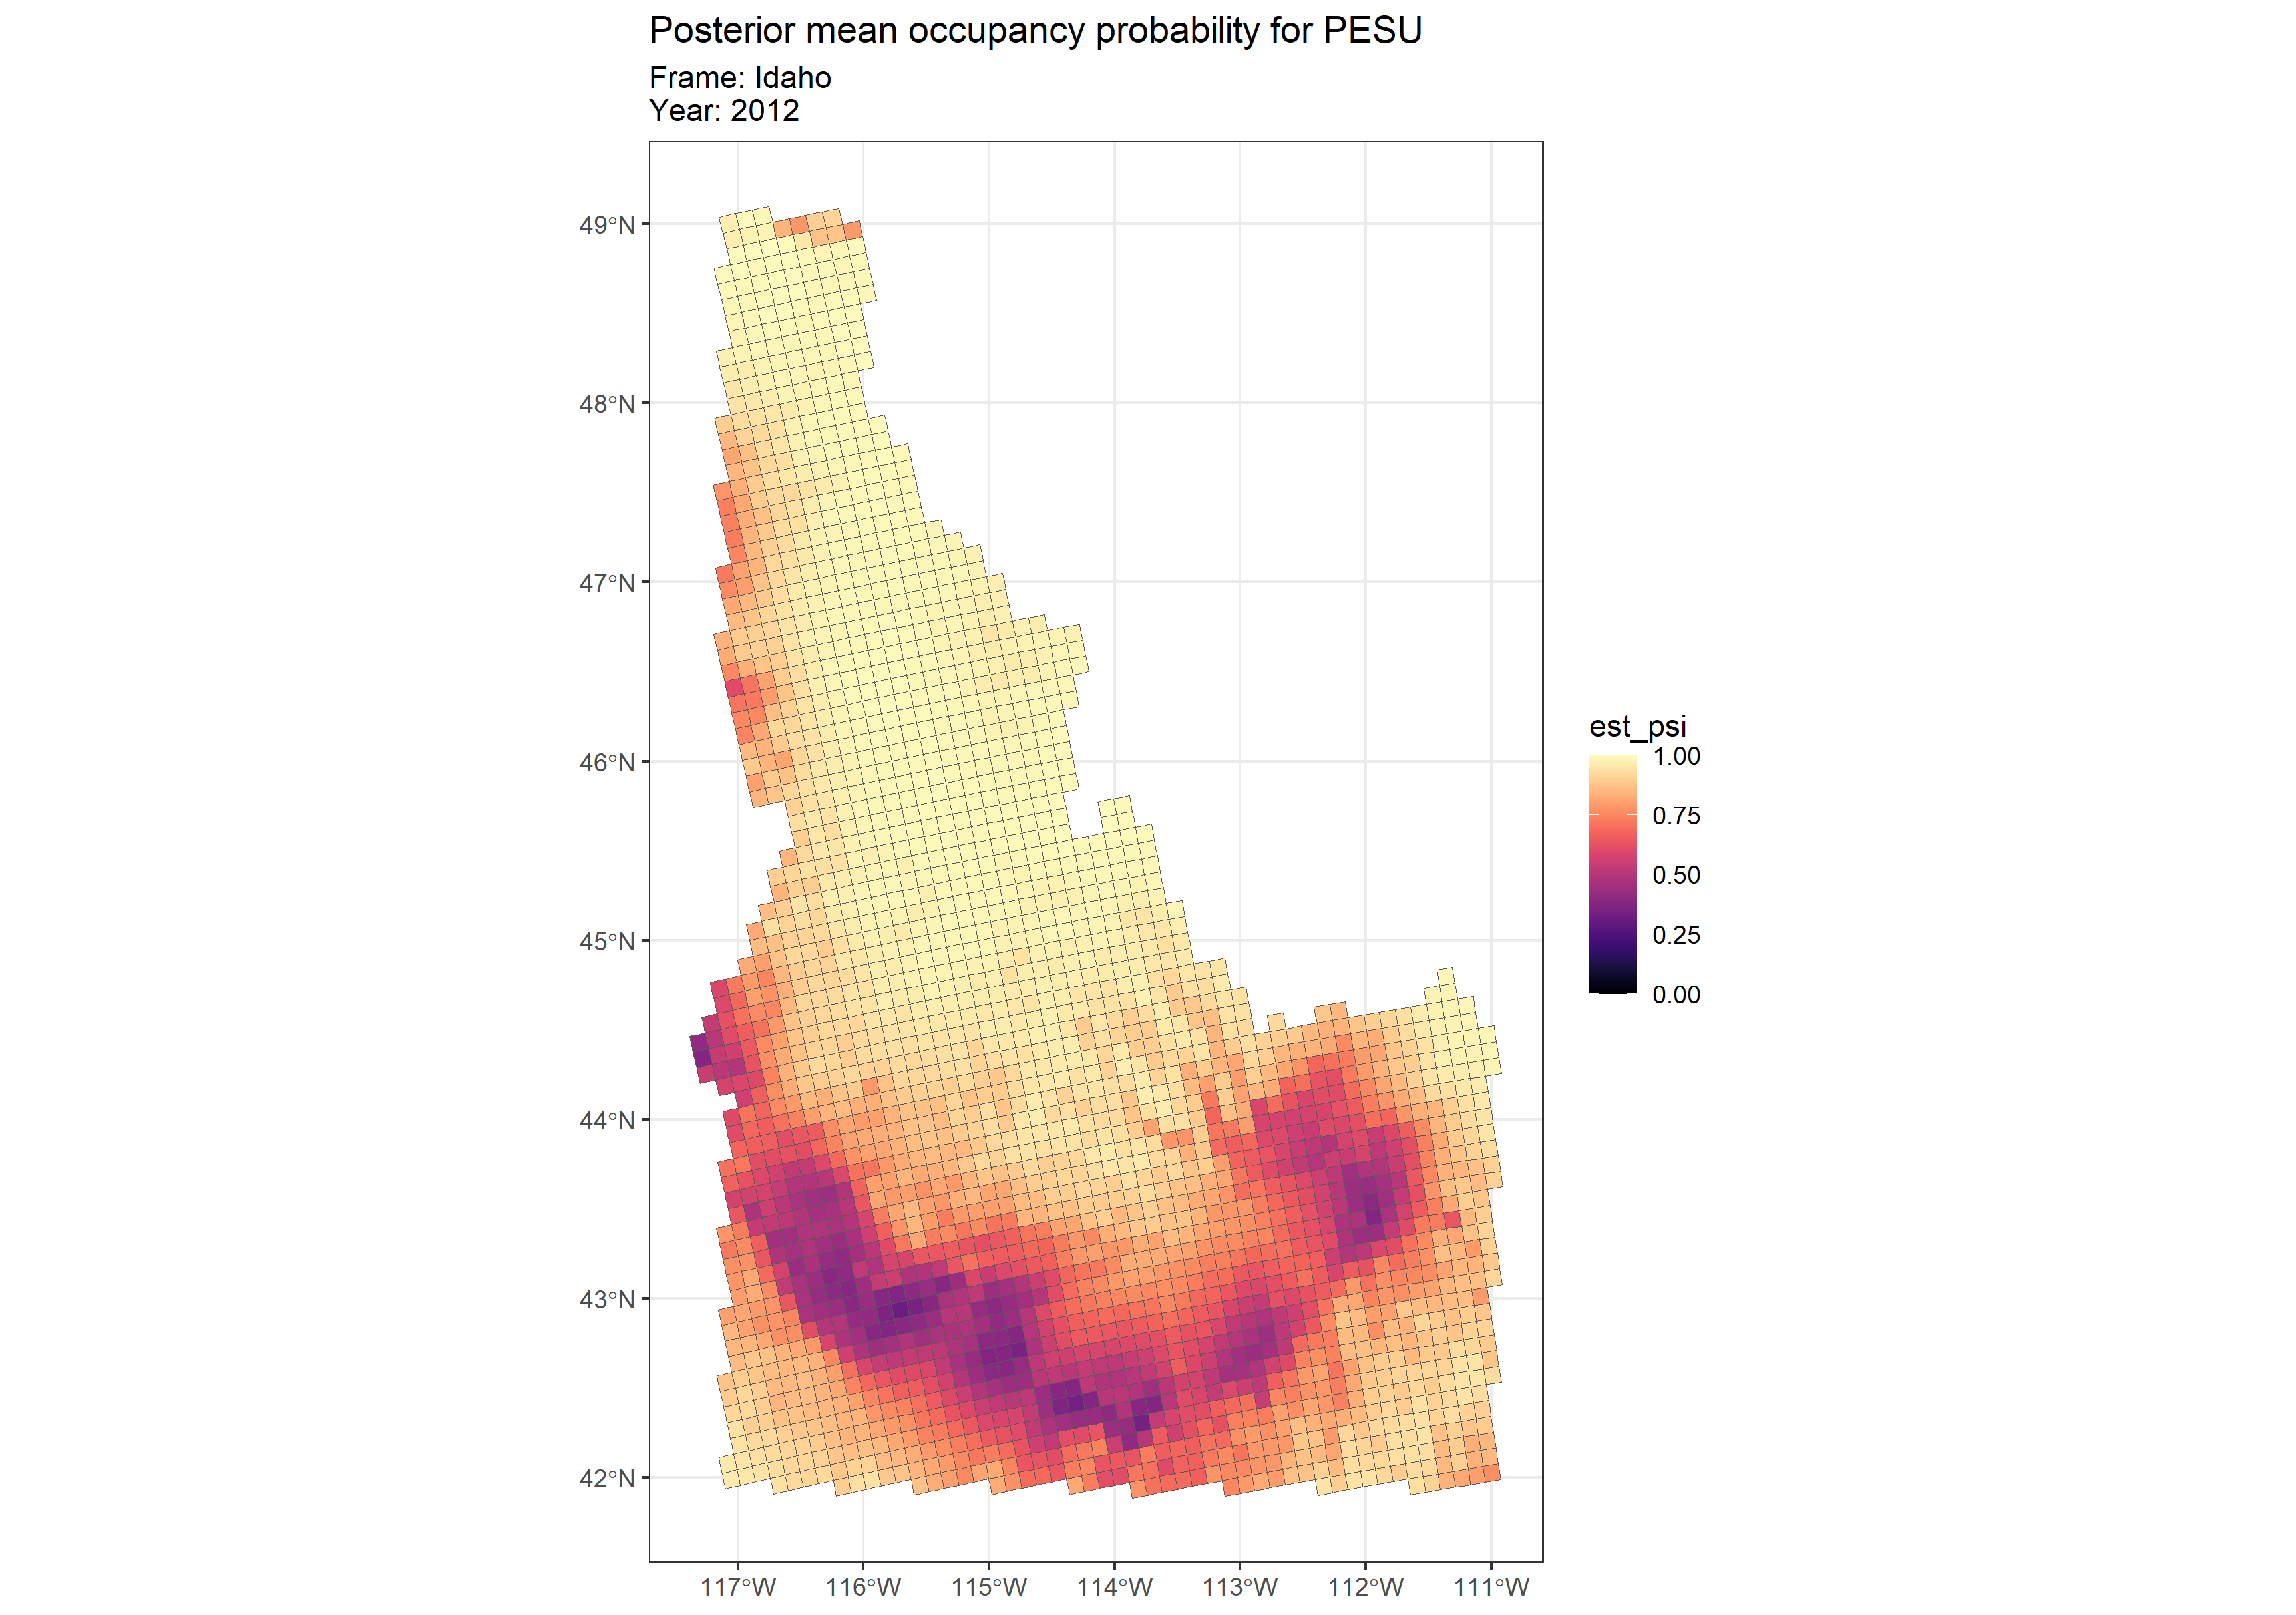 Posterior mean occupancy probability for PESU
Frame: Idaho
Year: 2012
49°N
48°N
47°N
46°N
45°N
44°N
43°N
42°N
117°W 116°W 115°W 114°W 113°W 112°W 111°W
est_psi
1.00
0.75
0.50
0.25
0.00